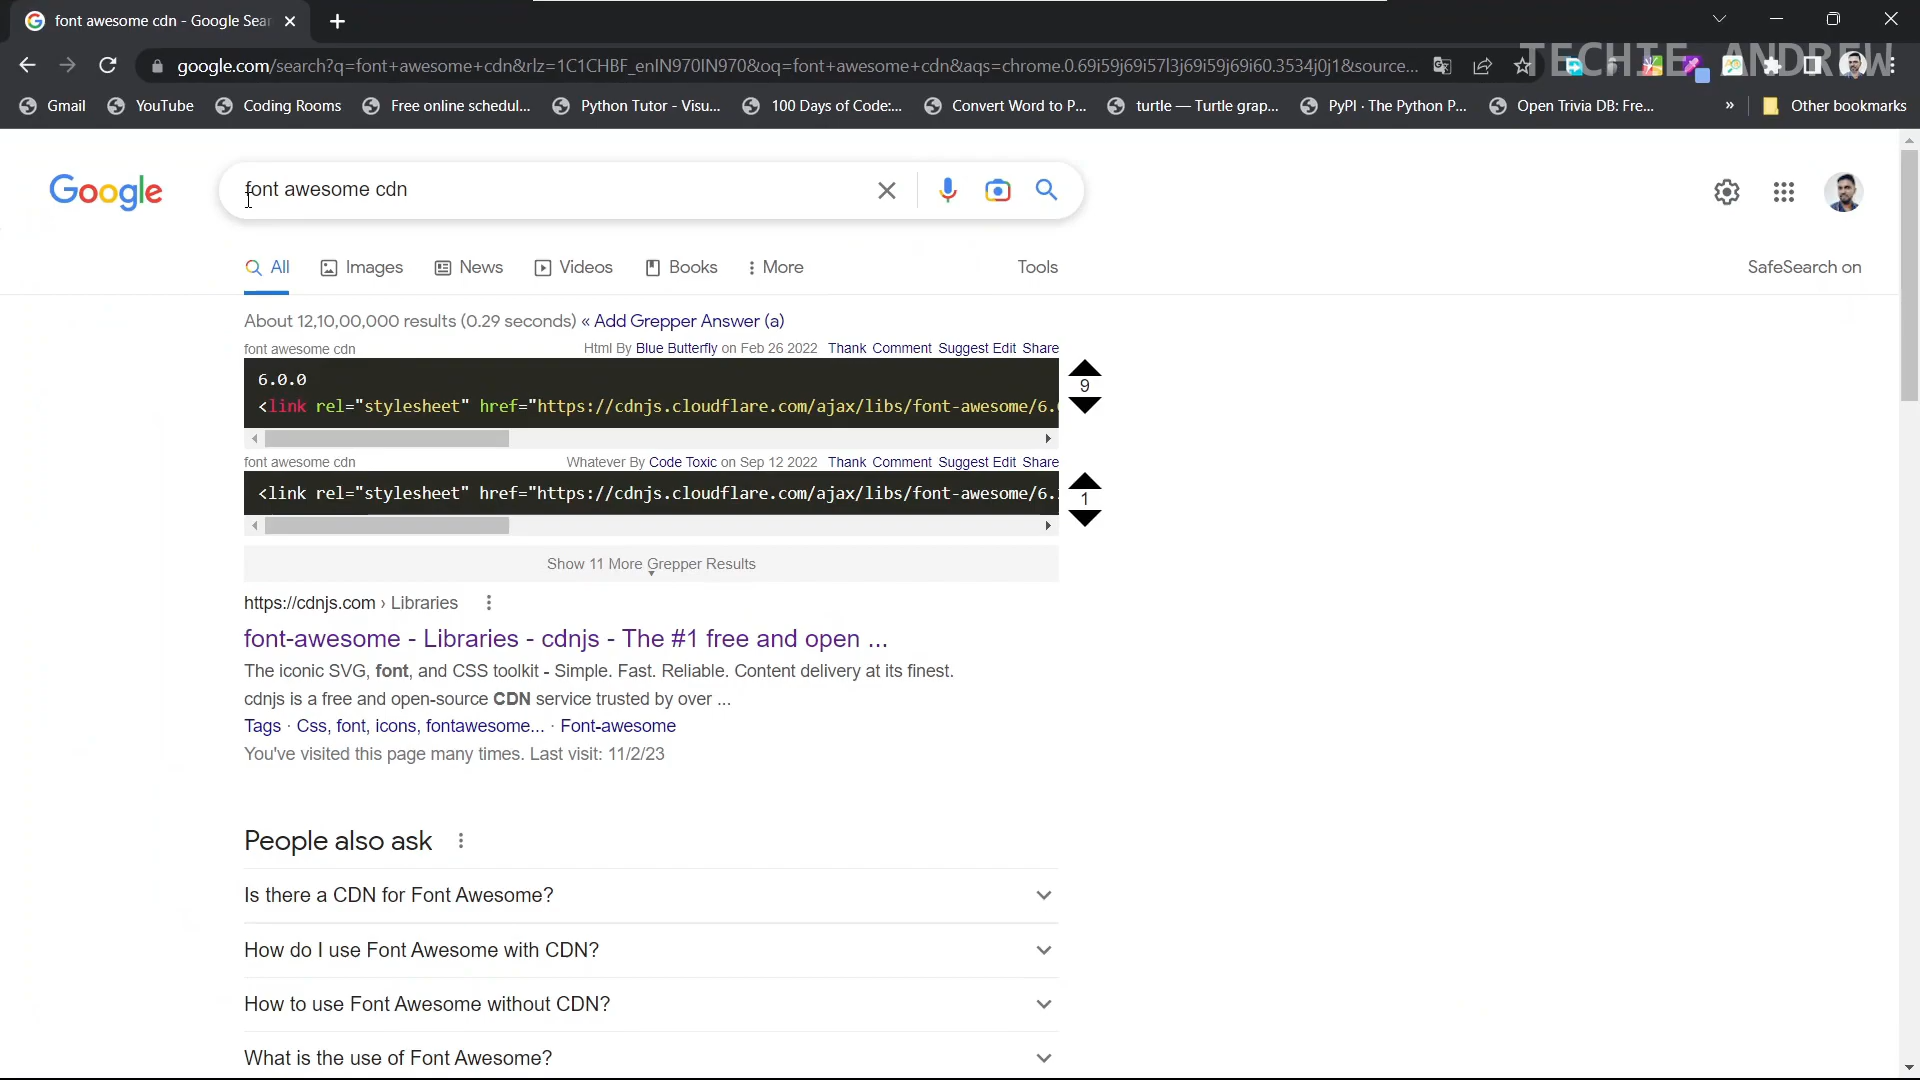 font awesome cdn - Google Sear
TECHIE ANDREW
google.com/search?q=font+awesome+cdn&rlz=1C1CHBF_enIN970IN970&oq=font+awesome+cdn&aqs=chrome.0.69i59j69i57l3j69i59j69i60.3534j0j1&source...
Gmail YouTube Coding Rooms Free online schedul... Python Tutor - Visu... 100 Days of Code:... Convert Word to P... turtle — Turtle grap... PyPI · The Python P... Open Trivia DB: Fre... » Other bookmarks
Google font awesome cdn
All Images News Videos Books More Tools SafeSearch on
About 12,10,00,000 results (0.29 seconds) « Add Grepper Answer (a)
font awesome cdn Html By Blue Butterfly on Feb 26 2022 Thank Comment Suggest Edit Share
6.0.0
9
<link rel="stylesheet" href="https://cdnjs.cloudflare.com/ajax/libs/font-awesome/6.
font awesome cdn Whatever By Code Toxic on Sep 12 2022 Thank Comment Suggest Edit Share
<link rel="stylesheet" href="https://cdnjs.cloudflare.com/ajax/libs/font-awesome/6.
1
Show 11 More Grepper Results
https://cdnjs.com › Libraries
font-awesome - Libraries - cdnjs - The #1 free and open ...
The iconic SVG, font, and CSS toolkit - Simple. Fast. Reliable. Content delivery at its finest.
cdnjs is a free and open-source CDN service trusted by over ...
Tags · Css, font, icons, fontawesome... · Font-awesome
You've visited this page many times. Last visit: 11/2/23
People also ask
Is there a CDN for Font Awesome?
How do I use Font Awesome with CDN?
How to use Font Awesome without CDN?
What is the use of Font Awesome?